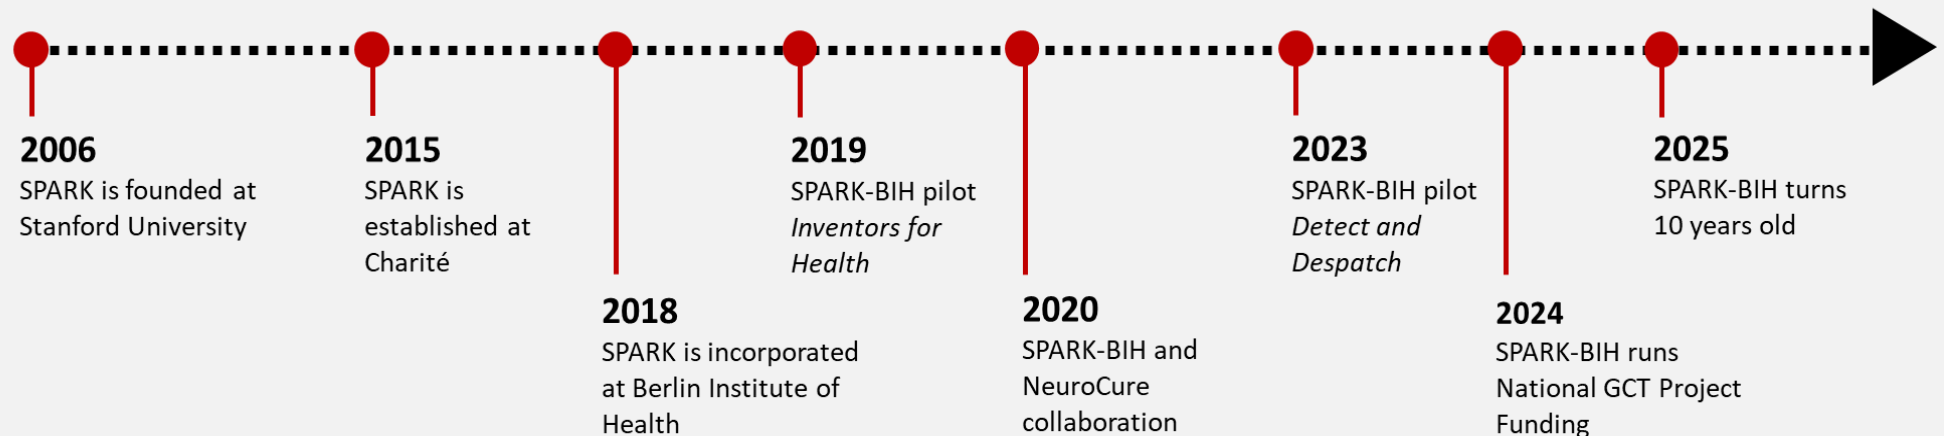 2006
SPARK is founded at
Stanford University
2015
SPARK is
established at
Charité
2018
SPARK is incorporated
at Berlin Institute of
Health
2019
SPARK-BIH pilot
Inventors for
Health
2020
SPARK-BIH and
NeuroCure
collaboration
2023
SPARK-BIH pilot
Detect and
Despatch
2024
SPARK-BIH runs
National GCT Project
Funding
2025
SPARK-BIH turns
10 years old